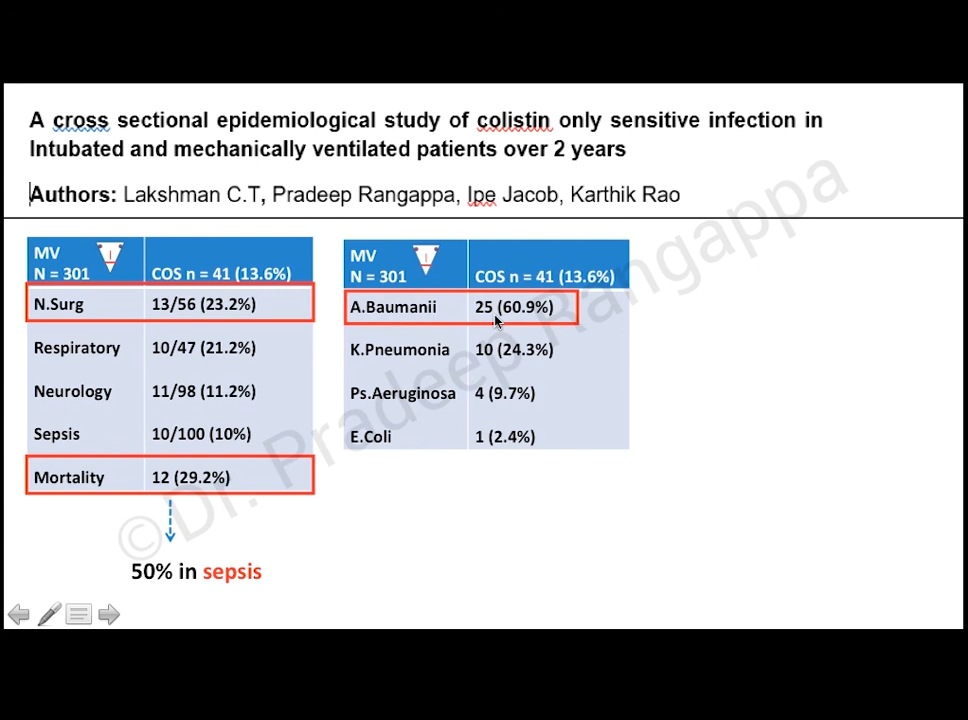 A cross sectional epidemiological study of colistin only sensitive infection in
Intubated and mechanically ventilated patients over 2 years
Authors: Lakshman C.T, Pradeep Rangappa, Ipe Jacob, Karthik Rao
MV
N = 301 COS n = 41 (13.6%)
N.Surg 13/56 (23.2%)
Respiratory 10/47 (21.2%)
Neurology 11/98 (11.2%)
Sepsis 10/100 (10%)
Mortality 12 (29.2%)
50% in sepsis
MV
N = 301 COS n = 41 (13.6%)
A.Baumanii 25 (60.9%)
K.Pneumonia 10 (24.3%)
Ps.Aeruginosa 4 (9.7%)
E.Coli 1 (2.4%)
©Dr. Pradeep Rangappa